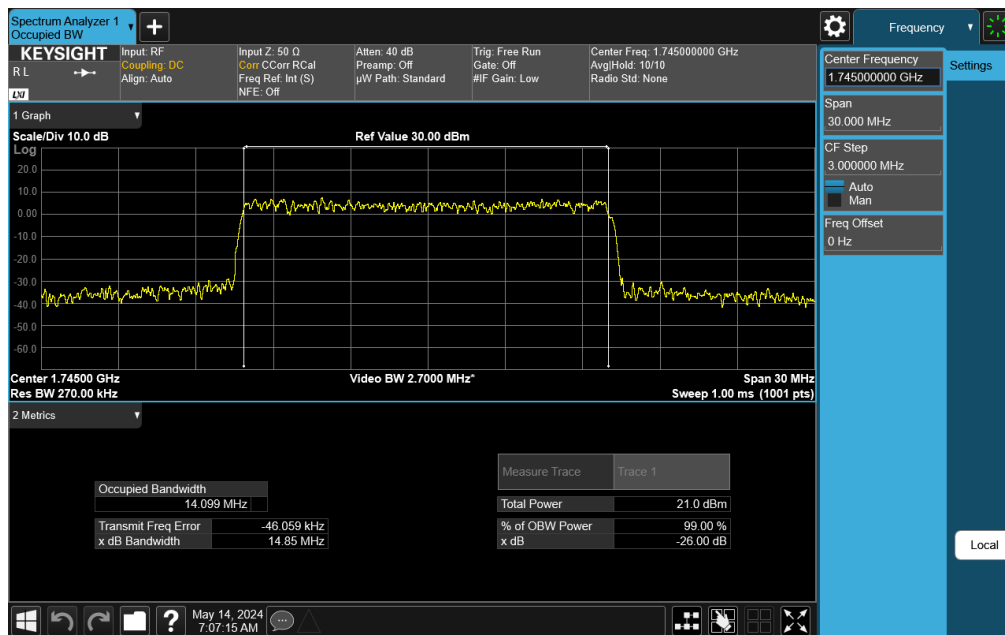 Spectrum Analyzer 1
Occupied BW
+
Frequency
KEYSIGHT
R L
LXI
Input: RF
Coupling: DC
Align: Auto
Input Z: 50 Ω
Corr CCorr RCal
Freq Ref: Int (S)
NFE: Off
Atten: 40 dB
Preamp: Off
µW Path: Standard
Trig: Free Run
Gate: Off
#IF Gain: Low
Center Freq: 1.745000000 GHz
Avg|Hold: 10/10
Radio Std: None
Center Frequency
1.745000000 GHz
Settings
Span
30.000 MHz
CF Step
3.000000 MHz
Auto
Man
Freq Offset
0 Hz
1 Graph
Scale/Div 10.0 dB
Ref Value 30.00 dBm
Log
20.0
10.0
0.00
-10.0
-20.0
-30.0
-40.0
-50.0
-60.0
Center 1.74500 GHz
Video BW 2.7000 MHz*
Span 30 MHz
Res BW 270.00 kHz
Sweep 1.00 ms (1001 pts)
2 Metrics
Measure Trace
Trace 1
Occupied Bandwidth
14.099 MHz
Total Power
21.0 dBm
Transmit Freq Error
-46.059 kHz
% of OBW Power
99.00 %
x dB Bandwidth
14.85 MHz
x dB
-26.00 dB
Local
?
May 14, 2024
7:07:15 AM